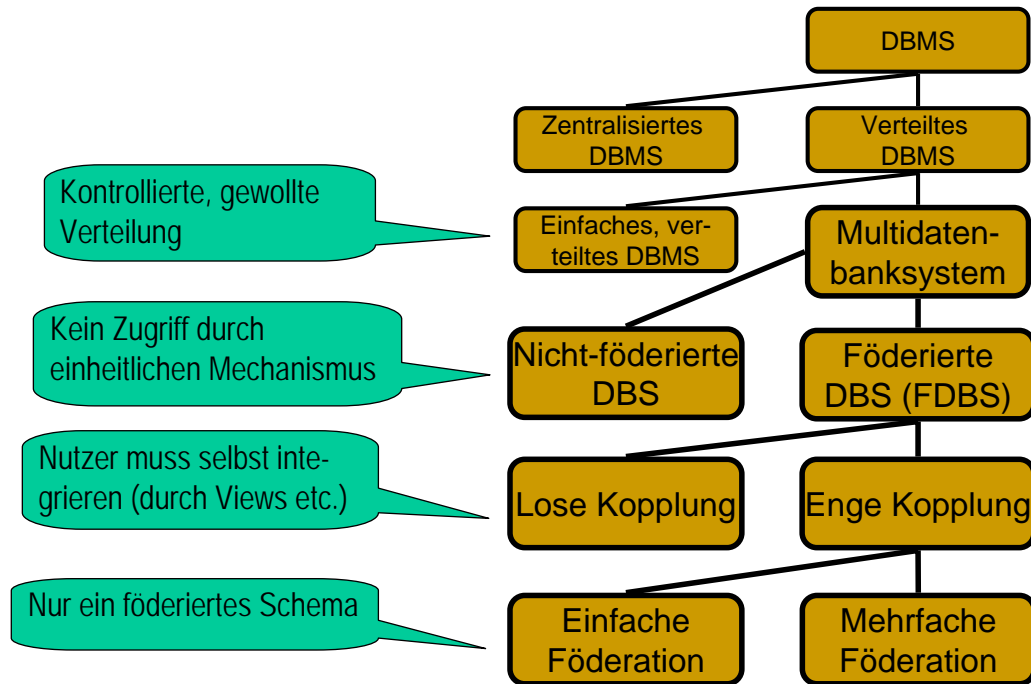 DBMS
Zentralisiertes
DBMS
Verteiltes
DBMS
Kontrollierte, gewollte
Verteilung
Einfaches, ver-
teiltes DBMS
Multidaten-
banksystem
Kein Zugriff durch
einheitlichen Mechanismus
Nicht-föderierte
DBS
Föderierte
DBS (FDBS)
Nutzer muss selbst inte-
grieren (durch Views etc.)
Lose Kopplung
Enge Kopplung
Nur ein föderiertes Schema
Einfache
Föderation
Mehrfache
Föderation